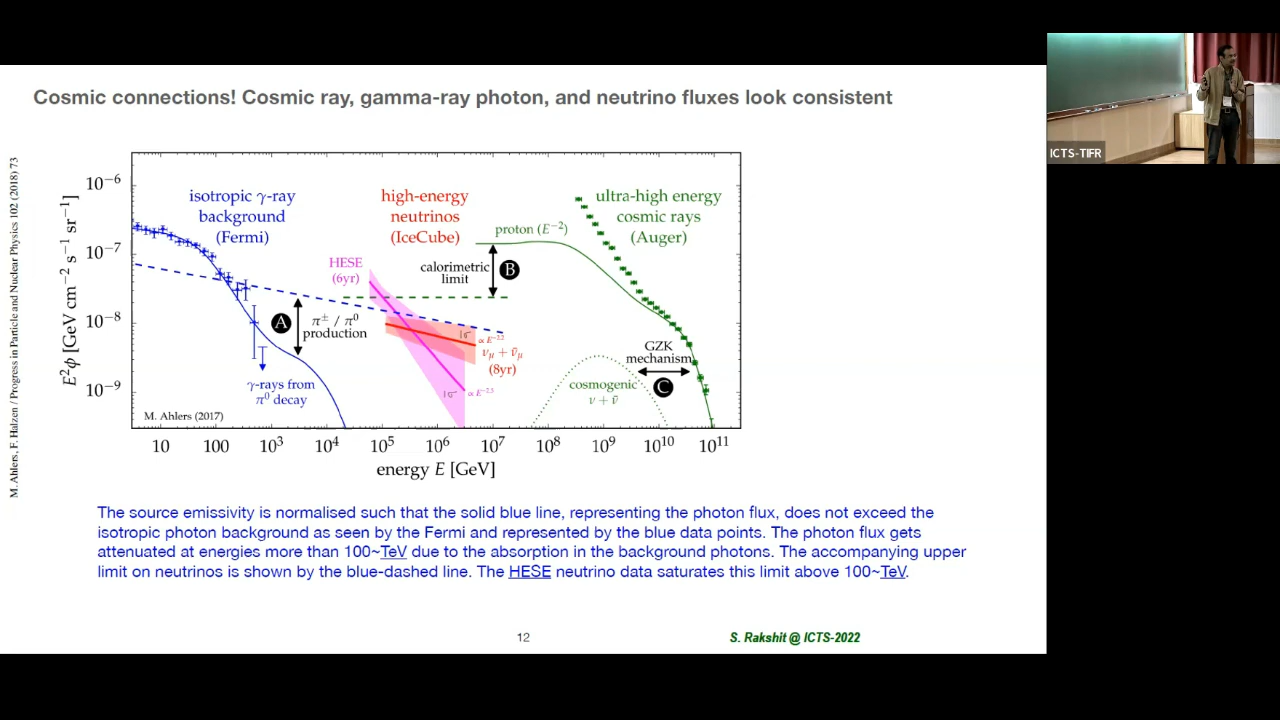 Cosmic connections! Cosmic ray, gamma-ray photon, and neutrino fluxes look consistent
ICTS-TIFR
M. Ahlers, F. Halzen / Progress in Particle and Nuclear Physics 102 (2018) 73
E²ϕ [GeV cm⁻² s⁻¹ sr⁻¹]
10⁻⁶
10⁻⁷
10⁻⁸
10⁻⁹
isotropic γ-ray
background
(Fermi)
high-energy
neutrinos
(IceCube)
ultra-high energy
cosmic rays
(Auger)
proton (E⁻²)
HESE
(6yr)
calorimetric
limit
B
A
π± / π⁰
production
1σ
∝ E⁻²·²
νμ + ν̄μ
(8yr)
1σ
∝ E⁻²·⁵
GZK
mechanism
C
cosmogenic
ν + ν̄
γ-rays from
π⁰ decay
M. Ahlers (2017)
10 100 10³ 10⁴ 10⁵ 10⁶ 10⁷ 10⁸ 10⁹ 10¹⁰ 10¹¹
energy E [GeV]
The source emissivity is normalised such that the solid blue line, representing the photon flux, does not exceed the
isotropic photon background as seen by the Fermi and represented by the blue data points. The photon flux gets
attenuated at energies more than 100~TeV due to the absorption in the background photons. The accompanying upper
limit on neutrinos is shown by the blue-dashed line. The HESE neutrino data saturates this limit above 100~TeV.
12
S. Rakshit @ ICTS-2022